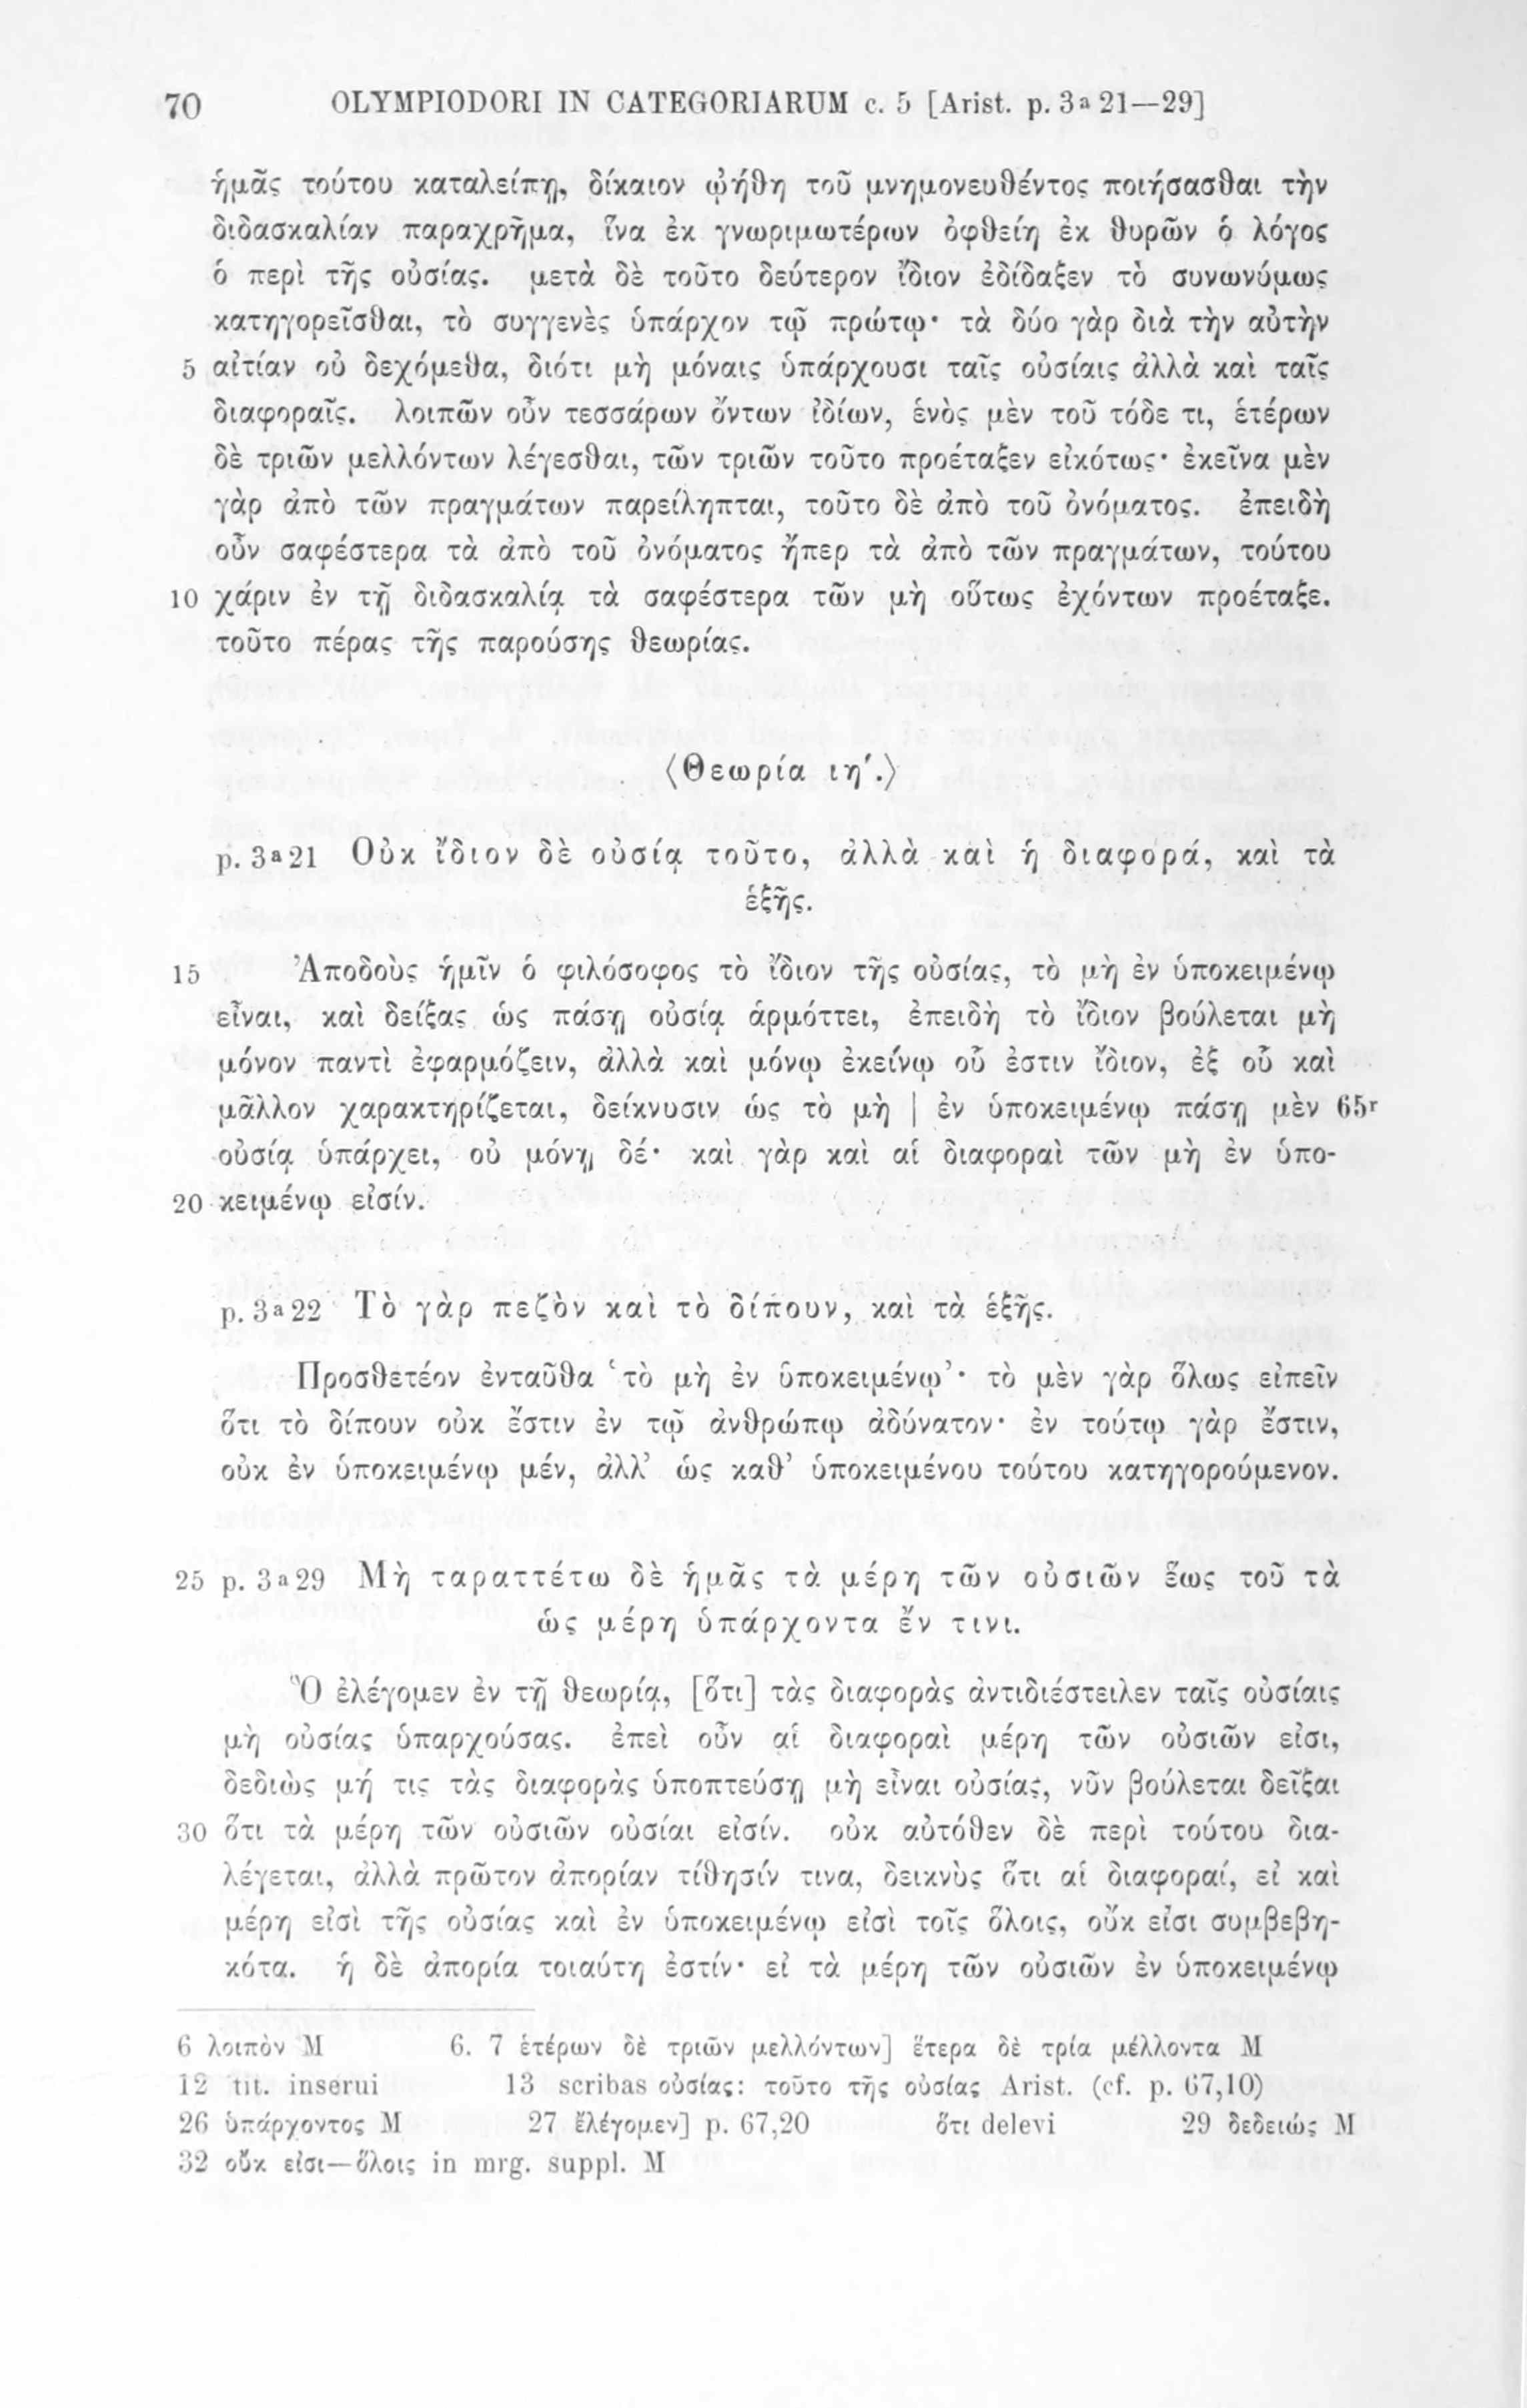 70 OLYMPIODORI IN CATEGORIARUM c. 5 [Arist. p. 3a 21—29]
ἡμᾶς τούτου καταλείπῃ, δίκαιον ᾠήθη τοῦ μνημονευθέντος ποιήσασθαι τὴν
διδασκαλίαν παραχρῆμα, ἵνα ἐκ γνωριμωτέρων ὀφθείη ἐκ θυρῶν ὁ λόγος
ὁ περὶ τῆς οὐσίας. μετὰ δὲ τοῦτο δεύτερον ἴδιον ἐδίδαξεν τὸ συνωνύμως
κατηγορεῖσθαι, τὸ συγγενὲς ὑπάρχον τῷ πρώτῳ· τὰ δύο γὰρ διὰ τὴν αὐτὴν
5 αἰτίαν οὐ δεχόμεθα, διότι μὴ μόναις ὑπάρχουσι ταῖς οὐσίαις ἀλλὰ καὶ ταῖς
διαφοραῖς. λοιπῶν οὖν τεσσάρων ὄντων ἰδίων, ἑνὸς μὲν τοῦ τόδε τι, ἑτέρων
δὲ τριῶν μελλόντων λέγεσθαι, τῶν τριῶν τοῦτο προέταξεν εἰκότως· ἐκεῖνα μὲν
γὰρ ἀπὸ τῶν πραγμάτων παρείληπται, τοῦτο δὲ ἀπὸ τοῦ ὀνόματος. ἐπειδὴ
οὖν σαφέστερα τὰ ἀπὸ τοῦ ὀνόματος ἤπερ τὰ ἀπὸ τῶν πραγμάτων, τούτου
10 χάριν ἐν τῇ διδασκαλίᾳ τὰ σαφέστερα τῶν μὴ οὕτως ἐχόντων προέταξε.
τοῦτο πέρας τῆς παρούσης θεωρίας.
⟨Θεωρία ιη΄.⟩
p. 3a21 Οὐκ ἴδιον δὲ οὐσίᾳ τοῦτο, ἀλλὰ καὶ ἡ διαφορά, καὶ τὰ
ἑξῆς.
15 Ἀποδοὺς ἡμῖν ὁ φιλόσοφος τὸ ἴδιον τῆς οὐσίας, τὸ μὴ ἐν ὑποκειμένῳ
εἶναι, καὶ δείξας ὡς πάσῃ οὐσίᾳ ἁρμόττει, ἐπειδὴ τὸ ἴδιον βούλεται μὴ
μόνον παντὶ ἐφαρμόζειν, ἀλλὰ καὶ μόνῳ ἐκείνῳ οὗ ἐστιν ἴδιον, ἐξ οὗ καὶ
μᾶλλον χαρακτηρίζεται, δείκνυσιν ὡς τὸ μὴ | ἐν ὑποκειμένῳ πάσῃ μὲν 65r
οὐσίᾳ ὑπάρχει, οὐ μόνῃ δέ· καὶ γὰρ καὶ αἱ διαφοραὶ τῶν μὴ ἐν ὑπο-
20 κειμένῳ εἰσίν.
p. 3a22 Τὸ γὰρ πεζὸν καὶ τὸ δίπουν, καὶ τὰ ἑξῆς.
Προσθετέον ἐνταῦθα ‘τὸ μὴ ἐν ὑποκειμένῳ’· τὸ μὲν γὰρ ὅλως εἰπεῖν
ὅτι τὸ δίπουν οὐκ ἔστιν ἐν τῷ ἀνθρώπῳ ἀδύνατον· ἐν τούτῳ γὰρ ἔστιν,
οὐκ ἐν ὑποκειμένῳ μέν, ἀλλ’ ὡς καθ’ ὑποκειμένου τούτου κατηγορούμενον.
25 p. 3a29 Μὴ ταραττέτω δὲ ἡμᾶς τὰ μέρη τῶν οὐσιῶν ἕως τοῦ τὰ
ὡς μέρη ὑπάρχοντα ἔν τινι.
Ὃ ἐλέγομεν ἐν τῇ θεωρίᾳ, [ὅτι] τὰς διαφορὰς ἀντιδιέστειλεν ταῖς οὐσίαις
μὴ οὐσίας ὑπαρχούσας. ἐπεὶ οὖν αἱ διαφοραὶ μέρη τῶν οὐσιῶν εἰσι,
δεδιὼς μή τις τὰς διαφορὰς ὑποπτεύσῃ μὴ εἶναι οὐσίας, νῦν βούλεται δεῖξαι
30 ὅτι τὰ μέρη τῶν οὐσιῶν οὐσίαι εἰσίν. οὐκ αὐτόθεν δὲ περὶ τούτου δια-
λέγεται, ἀλλὰ πρῶτον ἀπορίαν τίθησίν τινα, δεικνὺς ὅτι αἱ διαφοραί, εἰ καὶ
μέρη εἰσὶ τῆς οὐσίας καὶ ἐν ὑποκειμένῳ εἰσὶ τοῖς ὅλοις, οὔκ εἰσι συμβεβη-
κότα. ἡ δὲ ἀπορία τοιαύτη ἐστίν· εἰ τὰ μέρη τῶν οὐσιῶν ἐν ὑποκειμένῳ
6 λοιπὸν M 6. 7 ἑτέρων δὲ τριῶν μελλόντων] ἕτερα δὲ τρία μέλλοντα M
12 tit. inserui 13 scribas οὐσίας: τοῦτο τῆς οὐσίας Arist. (cf. p. 67,10)
26 ὑπάρχοντος M 27 ἐλέγομεν] p. 67,20 ὅτι delevi 29 δεδειώς M
32 οὔκ εἰσι—ὅλοις in mrg. suppl. M